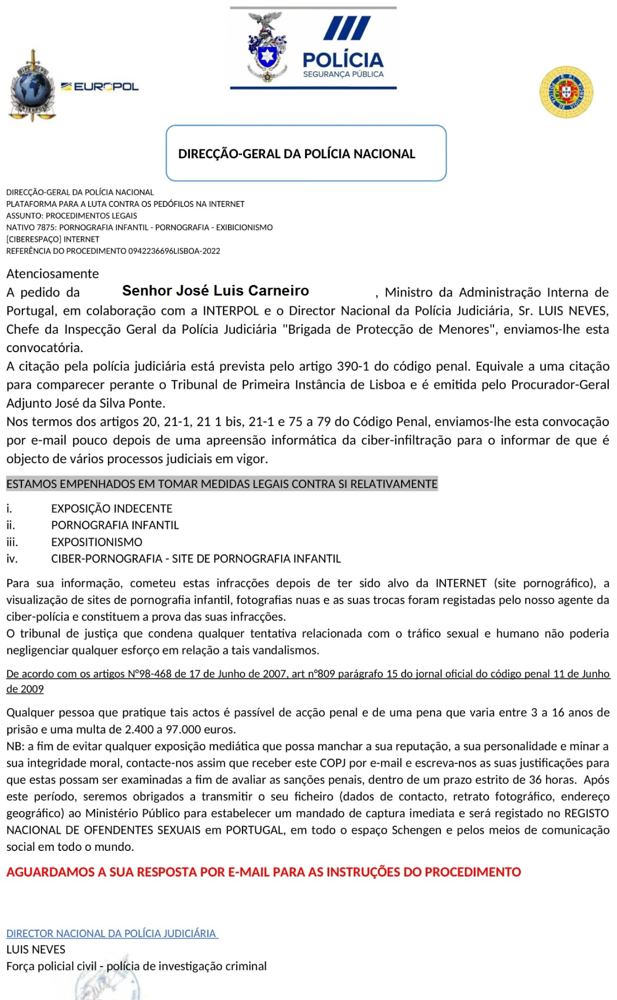 POLÍCIA
SEGURANÇA PÚBLICA
OIPC ICPO
INTERPOL
EUROPOL
R. P.
POLICIA DE VIGILANCIA
DIRECÇÃO-GERAL DA POLÍCIA NACIONAL
DIRECÇÃO-GERAL DA POLÍCIA NACIONAL
PLATAFORMA PARA A LUTA CONTRA OS PEDÓFILOS NA INTERNET
ASSUNTO: PROCEDIMENTOS LEGAIS
NATIVO 7875: PORNOGRAFIA INFANTIL - PORNOGRAFIA - EXIBICIONISMO
[CIBERESPAÇO] INTERNET
REFERÊNCIA DO PROCEDIMENTO 0942236696LISBOA-2022
Atenciosamente
A pedido da Senhor José Luis Carneiro , Ministro da Administração Interna de
Portugal, em colaboração com a INTERPOL e o Director Nacional da Polícia Judiciária, Sr. LUIS NEVES,
Chefe da Inspecção Geral da Polícia Judiciária "Brigada de Protecção de Menores", enviamos-lhe esta
convocatória.
A citação pela polícia judiciária está prevista pelo artigo 390-1 do código penal. Equivale a uma citação
para comparecer perante o Tribunal de Primeira Instância de Lisboa e é emitida pelo Procurador-Geral
Adjunto José da Silva Ponte.
Nos termos dos artigos 20, 21-1, 21 1 bis, 21-1 e 75 a 79 do Código Penal, enviamos-lhe esta convocação
por e-mail pouco depois de uma apreensão informática da ciber-infiltração para o informar de que é
objecto de vários processos judiciais em vigor.
ESTAMOS EMPENHADOS EM TOMAR MEDIDAS LEGAIS CONTRA SI RELATIVAMENTE
i. EXPOSIÇÃO INDECENTE
ii. PORNOGRAFIA INFANTIL
iii. EXPOSITIONISMO
iv. CIBER-PORNOGRAFIA - SITE DE PORNOGRAFIA INFANTIL
Para sua informação, cometeu estas infracções depois de ter sido alvo da INTERNET (site pornográfico), a
visualização de sites de pornografia infantil, fotografias nuas e as suas trocas foram registadas pelo nosso agente da
ciber-polícia e constituem a prova das suas infracções.
O tribunal de justiça que condena qualquer tentativa relacionada com o tráfico sexual e humano não poderia
negligenciar qualquer esforço em relação a tais vandalismos.
De acordo com os artigos N°98-468 de 17 de Junho de 2007, art n°809 parágrafo 15 do jornal oficial do código penal 11 de Junho
de 2009
Qualquer pessoa que pratique tais actos é passível de acção penal e de uma pena que varia entre 3 a 16 anos de
prisão e uma multa de 2.400 a 97.000 euros.
NB: a fim de evitar qualquer exposição mediática que possa manchar a sua reputação, a sua personalidade e minar a
sua integridade moral, contacte-nos assim que receber este COPJ por e-mail e escreva-nos as suas justificações para
que estas possam ser examinadas a fim de avaliar as sanções penais, dentro de um prazo estrito de 36 horas. Após
este período, seremos obrigados a transmitir o seu ficheiro (dados de contacto, retrato fotográfico, endereço
geográfico) ao Ministério Público para estabelecer um mandado de captura imediata e será registado no REGISTO
NACIONAL DE OFENDENTES SEXUAIS em PORTUGAL, em todo o espaço Schengen e pelos meios de comunicação
social em todo o mundo.
AGUARDAMOS A SUA RESPOSTA POR E-MAIL PARA AS INSTRUÇÕES DO PROCEDIMENTO
DIRECTOR NACIONAL DA POLÍCIA JUDICIÁRIA
LUIS NEVES
Força policial civil - polícia de investigação criminal